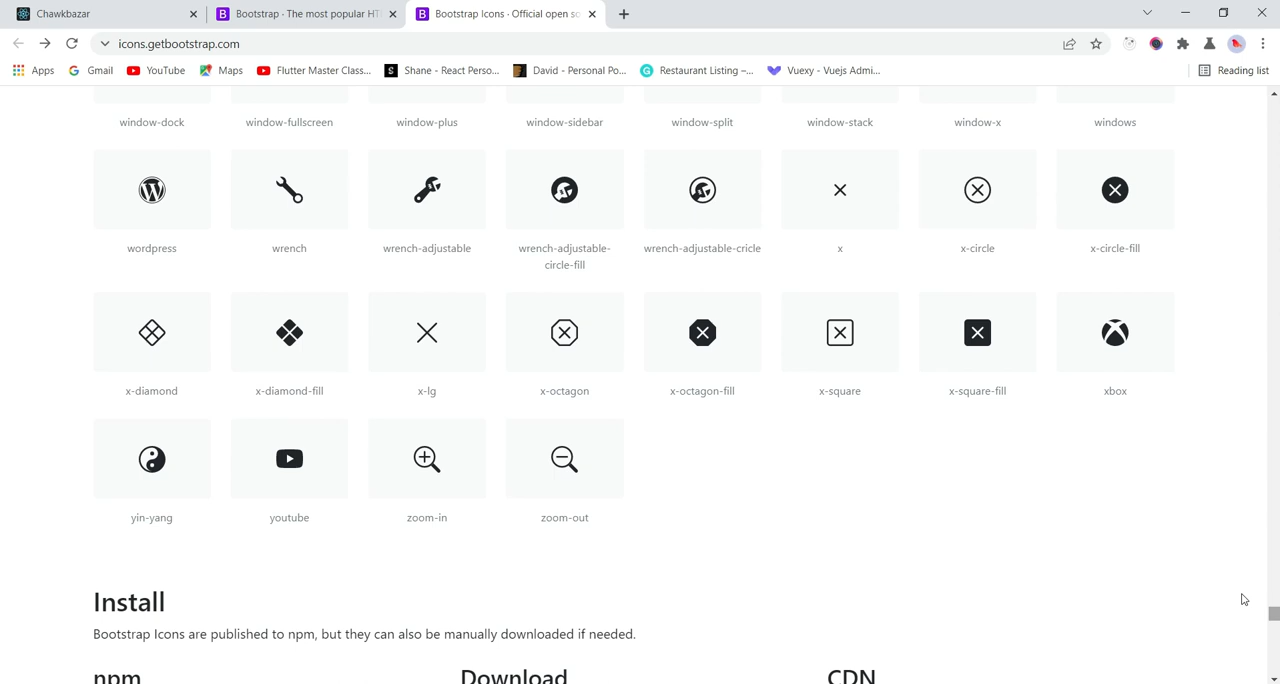 Chawkbazar
Bootstrap · The most popular HT
Bootstrap Icons · Official open so
icons.getbootstrap.com
Apps
Gmail
YouTube
Maps
Flutter Master Class...
Shane - React Perso...
David - Personal Po...
Restaurant Listing –...
Vuexy - Vuejs Admi...
Reading list
window-dock
window-fullscreen
window-plus
window-sidebar
window-split
window-stack
window-x
windows
wordpress
wrench
wrench-adjustable
wrench-adjustable-
circle-fill
wrench-adjustable-cricle
x
x-circle
x-circle-fill
x-diamond
x-diamond-fill
x-lg
x-octagon
x-octagon-fill
x-square
x-square-fill
xbox
yin-yang
youtube
zoom-in
zoom-out
Install
Bootstrap Icons are published to npm, but they can also be manually downloaded if needed.
npm
Download
CDN